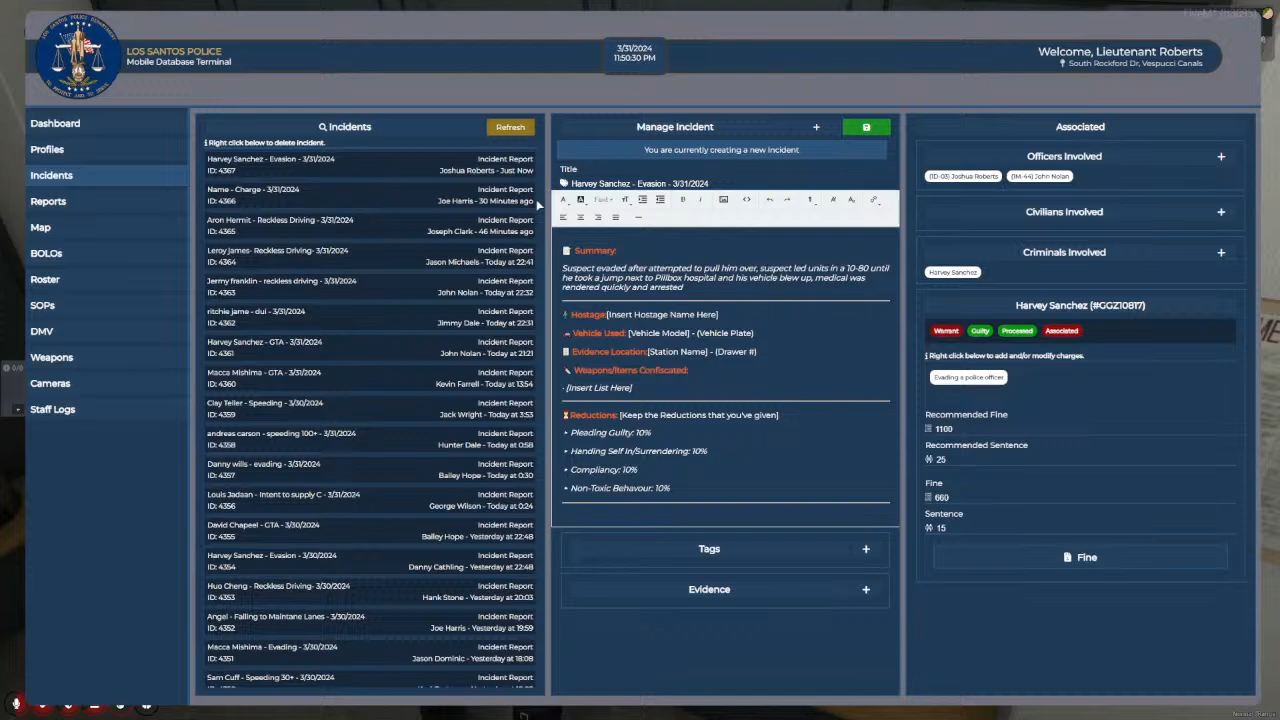 LOS SANTOS POLICE
Mobile Database Terminal
3/31/2024
11:50:30 PM
Welcome, Lieutenant Roberts
South Rockford Dr, Vespucci Canals
Dashboard
Profiles
Incidents
Reports
Map
BOLOs
Roster
SOPs
DMV
Weapons
Cameras
Staff Logs
Incidents
Refresh
Right click below to delete incident.
Harvey Sanchez - Evasion - 3/31/2024 Incident Report
ID: 4367 Joshua Roberts - Just Now
Name - Charge - 3/31/2024 Incident Report
ID: 4366 Joe Harris - 30 Minutes ago
Aron Hermit - Reckless Driving - 3/31/2024 Incident Report
ID: 4365 Joseph Clark - 46 Minutes ago
Leroy james- Reckless Driving- 3/31/2024 Incident Report
ID: 4364 Jason Michaels - Today at 22:41
Jermy franklin - reckless driving - 3/31/2024 Incident Report
ID: 4363 John Nolan - Today at 22:32
ritchie jame - dui - 3/31/2024 Incident Report
ID: 4362 Jimmy Dale - Today at 22:31
Harvey Sanchez - GTA - 3/31/2024 Incident Report
ID: 4361 John Nolan - Today at 21:21
Macca Mishima - GTA - 3/31/2024 Incident Report
ID: 4360 Kevin Farrell - Today at 13:54
Clay Teller - Speeding - 3/30/2024 Incident Report
ID: 4359 Jack Wright - Today at 3:53
andreas carson - speeding 100+ - 3/31/2024 Incident Report
ID: 4358 Hunter Dale - Today at 0:58
Danny wills - evading - 3/31/2024 Incident Report
ID: 4357 Bailey Hope - Today at 0:30
Louis Jadaan - Intent to supply C - 3/31/2024 Incident Report
ID: 4356 George Wilson - Today at 0:24
David Chapeel - GTA - 3/30/2024 Incident Report
ID: 4355 Bailey Hope - Yesterday at 22:48
Harvey Sanchez - Evasion - 3/30/2024 Incident Report
ID: 4354 Danny Cathling - Yesterday at 22:48
Huo Cheng - Reckless Driving- 3/30/2024 Incident Report
ID: 4353 Hank Stone - Yesterday at 20:03
Angel - Failing to Maintane Lanes - 3/30/2024 Incident Report
ID: 4352 Joe Harris - Yesterday at 19:59
Macca Mishima - Evading - 3/30/2024 Incident Report
ID: 4351 Jason Dominic - Yesterday at 18:08
Sam Cuff - Speeding 30+ - 3/30/2024 Incident Report
Manage Incident
You are currently creating a new incident
Title
Harvey Sanchez - Evasion - 3/31/2024
Summary:
Suspect evaded after attempted to pull him over, suspect led units in a 10-80 until
he took a jump next to Pillbox hospital and his vehicle blew up, medical was
rendered quickly and arrested
Hostage:[Insert Hostage Name Here]
Vehicle Used: [Vehicle Model] - (Vehicle Plate)
Evidence Location:[Station Name] - (Drawer #)
Weapons/Items Confiscated:
- [Insert List Here]
Reductions: [Keep the Reductions that you've given]
Pleading Guilty: 10%
Handing Self In/Surrendering: 10%
Compliancy: 10%
Non-Toxic Behavour: 10%
Tags
Evidence
Associated
Officers Involved
(1D-03) Joshua Roberts (1M-44) John Nolan
Civilians Involved
Criminals Involved
Harvey Sanchez
Harvey Sanchez (#GGZ10817)
Warrant Guilty Processed Associated
Right click below to add and/or modify charges.
Evading a police officer
Recommended Fine
1100
Recommended Sentence
25
Fine
660
Sentence
15
Fine